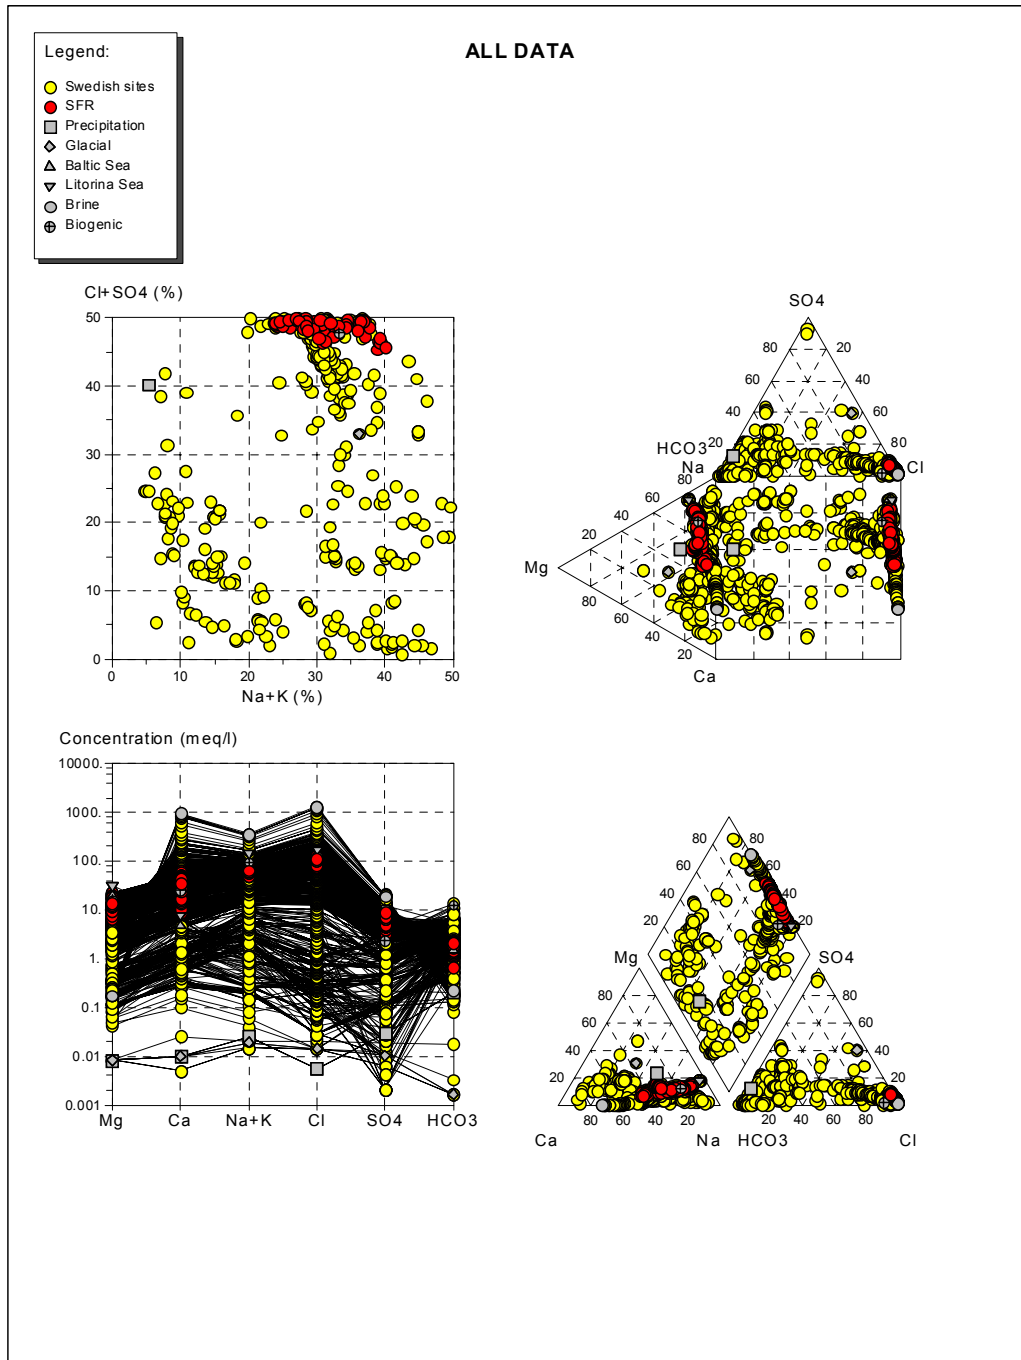 ALL DATA
Legend:
Swedish sites
SFR
Precipitation
Glacial
Baltic Sea
Litorina Sea
Brine
Biogenic
Cl+SO4 (%)
50
40
30
20
10
0
0 10 20 30 40 50
Na+K (%)
SO4
80 20
60 40
40 60
20 80
HCO3 Cl
Na
80
60
40
20
Mg
80
60
40
20
Ca
Concentration (meq/l)
10000.
1000.
100.
10.
1.
0.1
0.01
0.001
Mg Ca Na+K Cl SO4 HCO3
80 80
60 60
40 40
20 20
Mg SO4
80 80
60 60
40 40
20 20
80 60 40 20 20 40 60 80
Ca Na HCO3 Cl